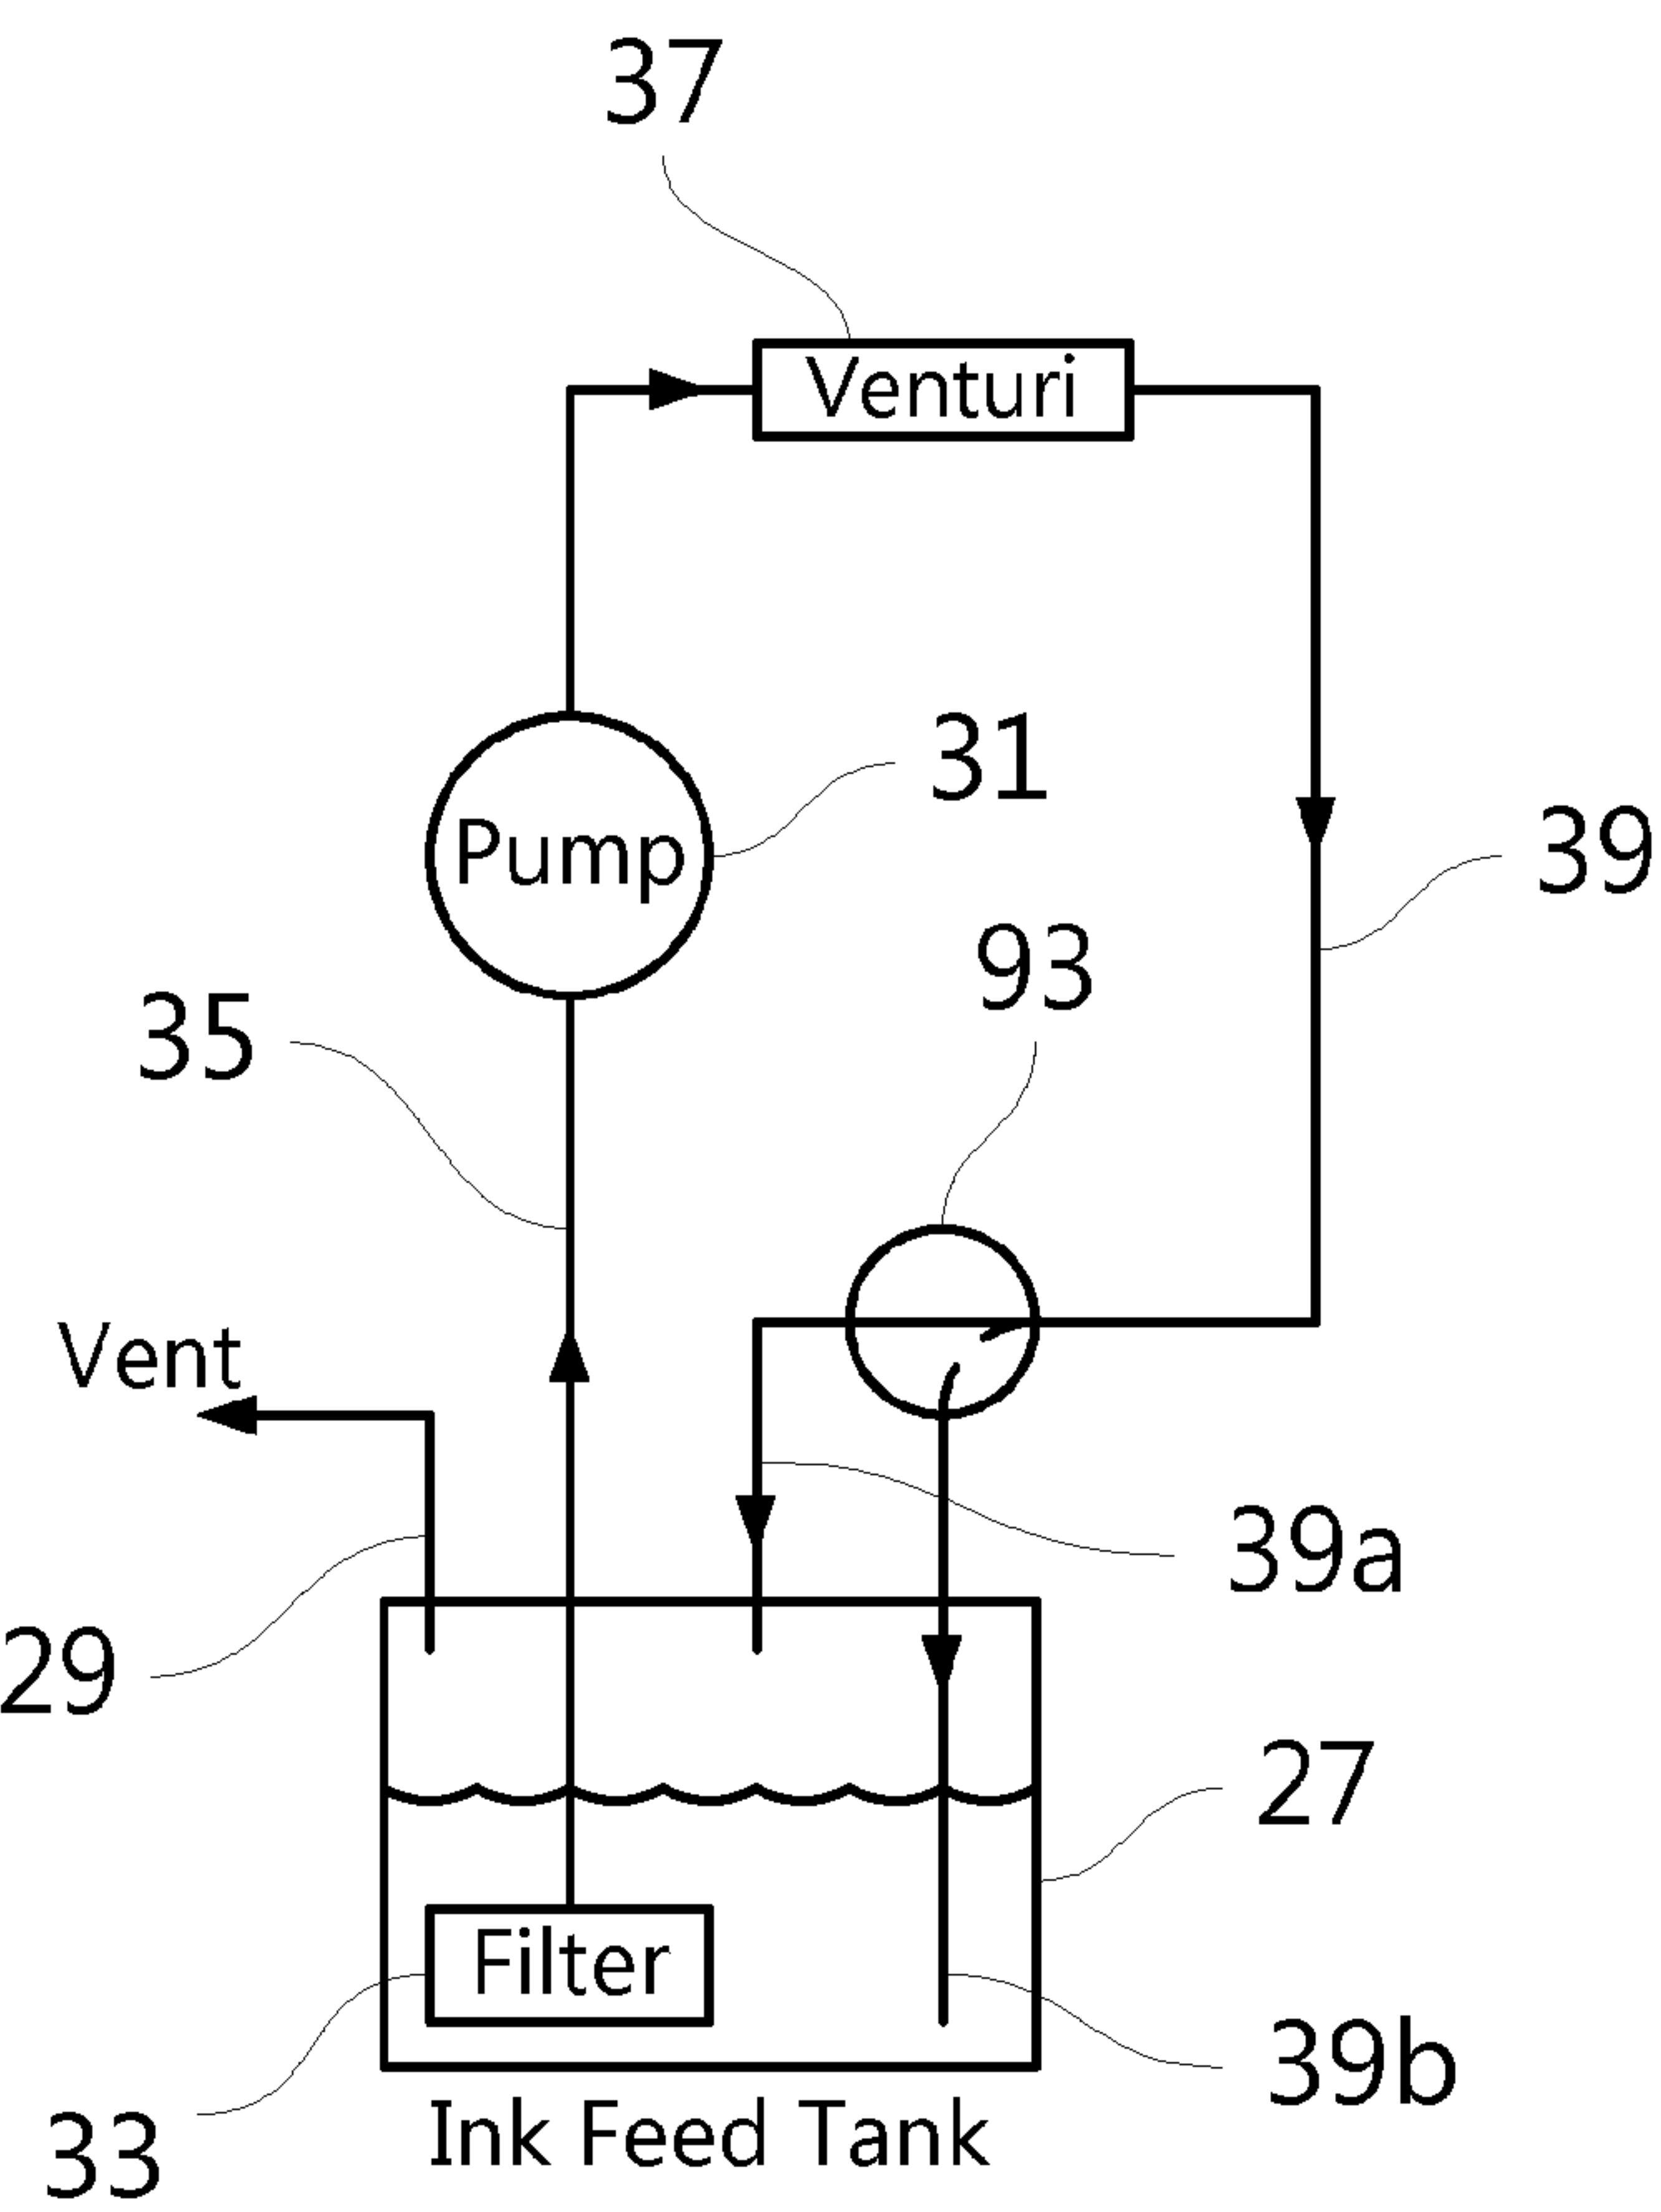 37
Venturi
31
Pump
39
93
35
Vent
39a
29
27
Filter
39b
Ink Feed Tank
33